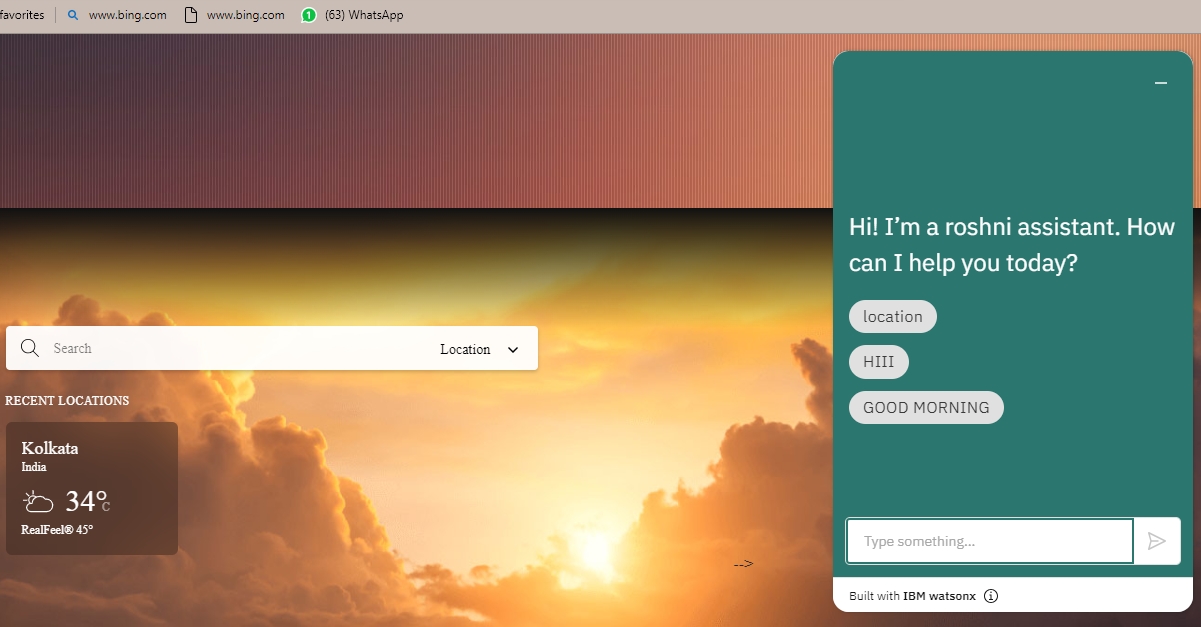 favorites
www.bing.com
www.bing.com
1
(63) WhatsApp
Search
Location
RECENT LOCATIONS
Kolkata
India
34°c
RealFeel® 45°
-->
Hi! I’m a roshni assistant. How
can I help you today?
location
HIII
GOOD MORNING
Type something...
Built with IBM watsonx